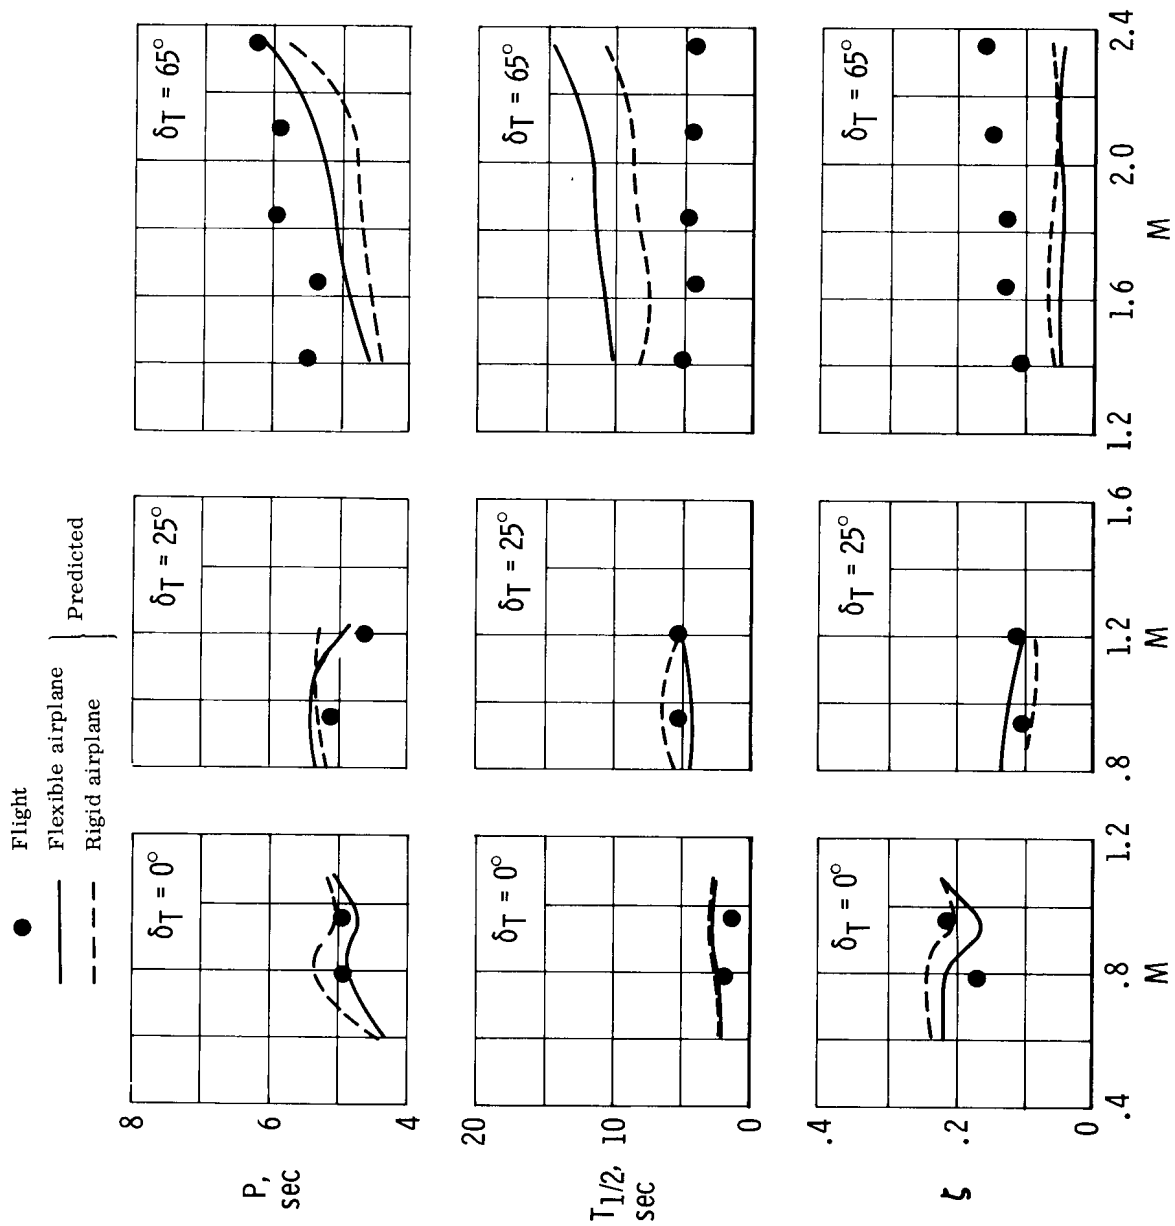 Flight
Flexible airplane
Rigid airplane
Predicted
δT = 0°
δT = 25°
δT = 65°
P,
sec
8
6
4
δT = 0°
δT = 25°
δT = 65°
T1/2,
sec
20
10
0
δT = 0°
δT = 25°
δT = 65°
ζ
.4
.2
0
.4 .8 1.2
.8 1.2 1.6
1.2 1.6 2.0 2.4
M
M
M